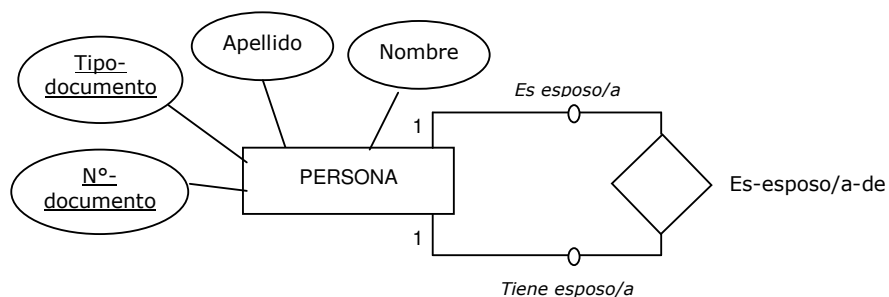 Apellido
Nombre
Tipo-
documento
Es esposo/a
1
N°-
documento
PERSONA
Es-esposo/a-de
1
Tiene esposo/a